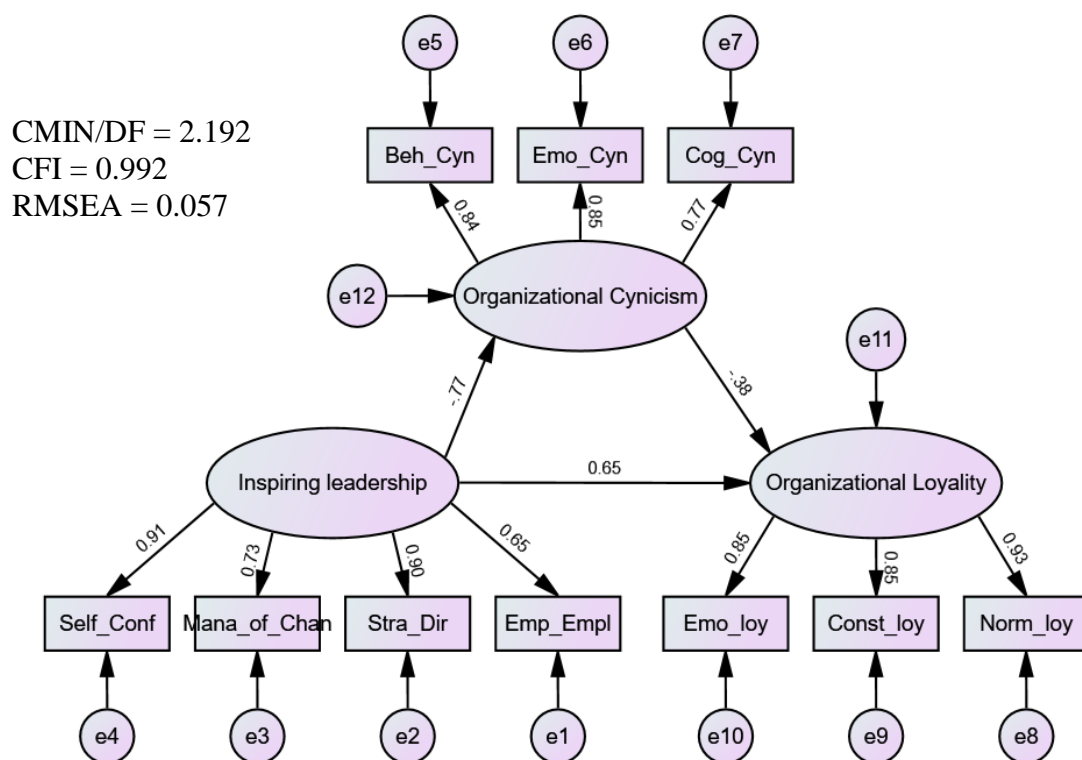 e5
e6
e7
CMIN/DF = 2.192
CFI = 0.992
RMSEA = 0.057
Beh_Cyn
Emo_Cyn
Cog_Cyn
0.84
0.85
0.77
e12
Organizational Cynicism
e11
-.77
-.38
Inspiring leadership
0.65
Organizational Loyality
0.91
0.73
0.90
0.65
0.85
0.85
0.93
Self_Conf
Mana_of_Chan
Stra_Dir
Emp_Empl
Emo_loy
Const_loy
Norm_loy
e4
e3
e2
e1
e10
e9
e8